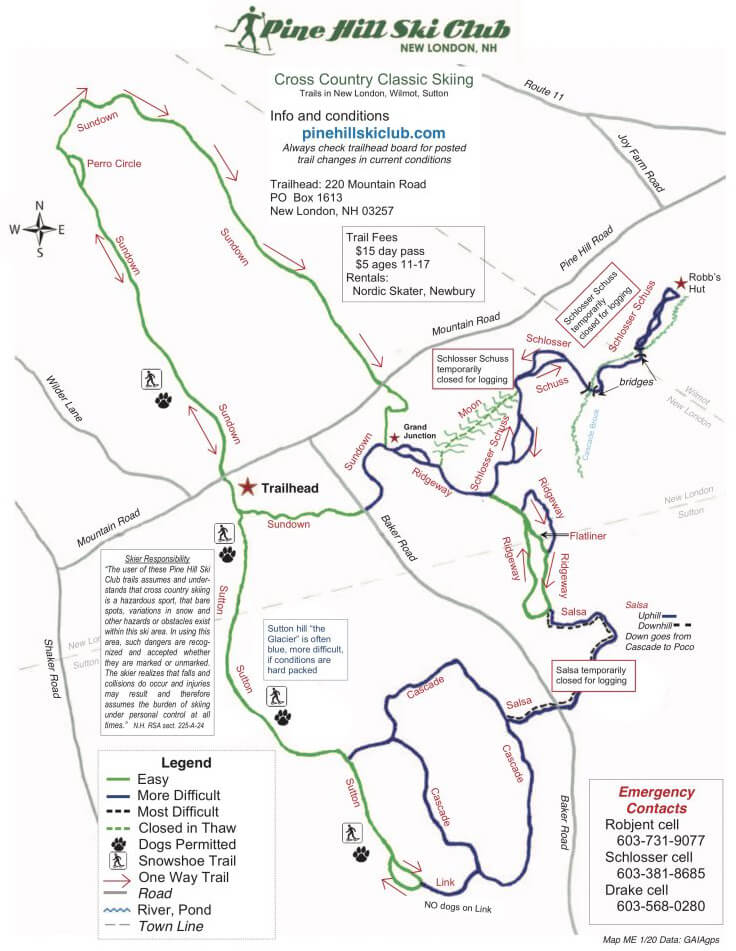 Pine Hill Ski Club
NEW LONDON, NH
Cross Country Classic Skiing
Trails in New London, Wilmot, Sutton
Info and conditions
pinehillskiclub.com
Always check trailhead board for posted
trail changes in current conditions
Trailhead: 220 Mountain Road
PO Box 1613
New London, NH 03257
Trail Fees
$15 day pass
$5 ages 11-17
Rentals:
Nordic Skater, Newbury
Route 11
Joy Farm Road
Pine Hill Road
Mountain Road
Sundown
Perro Circle
N
W E
S
Sundown
Sundown
Sundown
Wilder Lane
Mountain Road
Trailhead
Sundown
Sundown
Grand
Junction
Ridgeway
Moon
Schlosser Schuss
Schlosser
Schuss
Schlosser Schuss
temporarily
closed for logging
Schlosser Schuss
temporarily
closed for logging
Schlosser Schuss
Robb's
Hut
bridges
Wilmot
New London
Cascade Brook
New London
Sutton
Ridgeway
Flatliner
Ridgeway
Ridgeway
Salsa
Salsa
Uphill
Downhill
Down goes from
Cascade to Poco
Salsa temporarily
closed for logging
Salsa
Baker Road
Skier Responsibility
"The user of these Pine Hill Ski
Club trails assumes and under-
stands that cross country skiing
is a hazardous sport, that bare
spots, variations in snow and
other hazards or obstacles exist
within this ski area. In using this
area, such dangers are recog-
nized and accepted whether
they are marked or unmarked.
The skier realizes that falls and
collisions do occur and injuries
may result and therefore
assumes the burden of skiing
under personal control at all
times." N.H. RSA sect. 225-A-24
New Lon
Sutton
Shaker Road
Sutton
Sutton
Sutton hill "the
Glacier" is often
blue, more difficult,
if conditions are
hard packed
Cascade
Cascade
Cascade
Sutton
Link
NO dogs on Link
Baker Road
Legend
Easy
More Difficult
Most Difficult
Closed in Thaw
Dogs Permitted
Snowshoe Trail
One Way Trail
Road
River, Pond
Town Line
Emergency
Contacts
Robjent cell
603-731-9077
Schlosser cell
603-381-8685
Drake cell
603-568-0280
Map ME 1/20 Data: GAIAgps